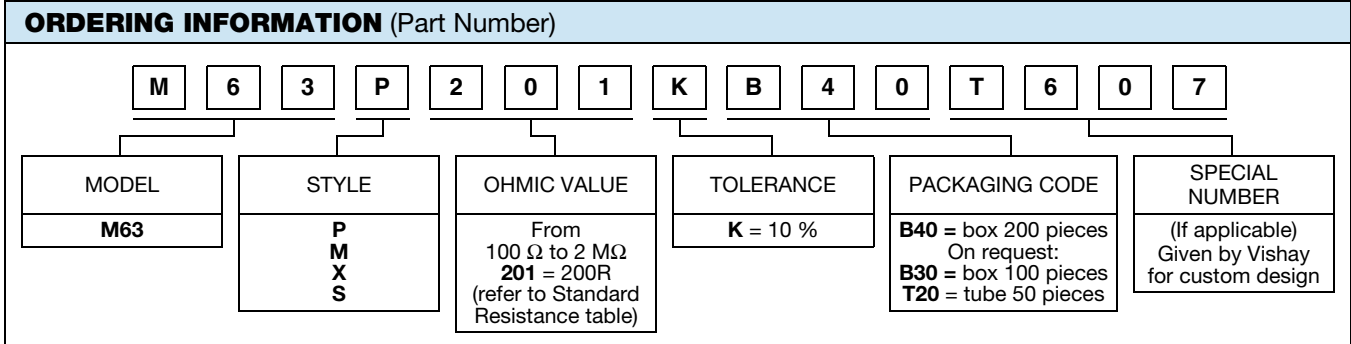 ORDERING INFORMATION (Part Number)
M 6 3 P 2 0 1 K B 4 0 T 6 0 7
MODEL
M63
STYLE
P
M
X
S
OHMIC VALUE
From
100 Ω to 2 MΩ
201 = 200R
(refer to Standard
Resistance table)
TOLERANCE
K = 10 %
PACKAGING CODE
B40 = box 200 pieces
On request:
B30 = box 100 pieces
T20 = tube 50 pieces
SPECIAL
NUMBER
(If applicable)
Given by Vishay
for custom design